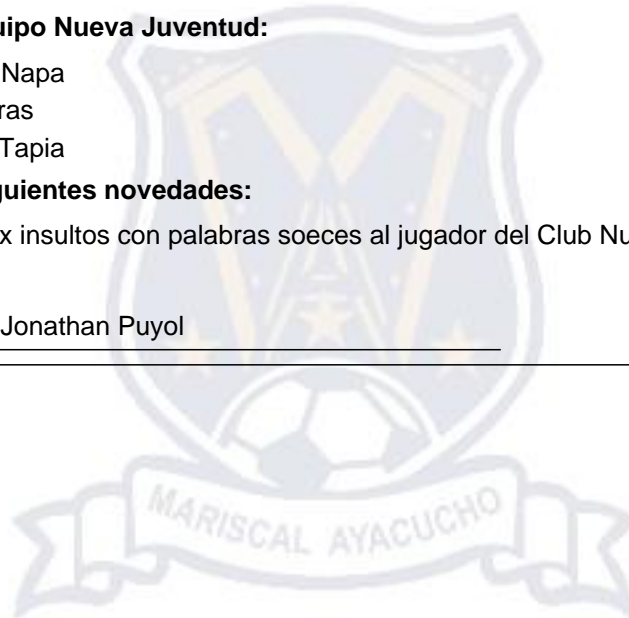 uipo Nueva Juventud:
Napa
ras
Tapia
guientes novedades:
x insultos con palabras soeces al jugador del Club Nu
Jonathan Puyol
MARISCAL AYACUCHO